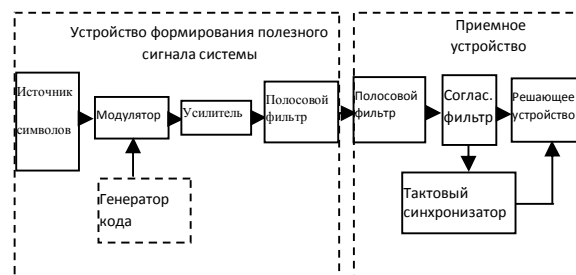 Устройство формирования полезного
сигнала системы
Приемное
устройство
Источник
символов
Модулятор
Усилитель
Полосовой
фильтр
Полосовой
фильтр
Соглас.
фильтр
Решающее
устройство
Генератор
кода
Тактовый
синхронизатор